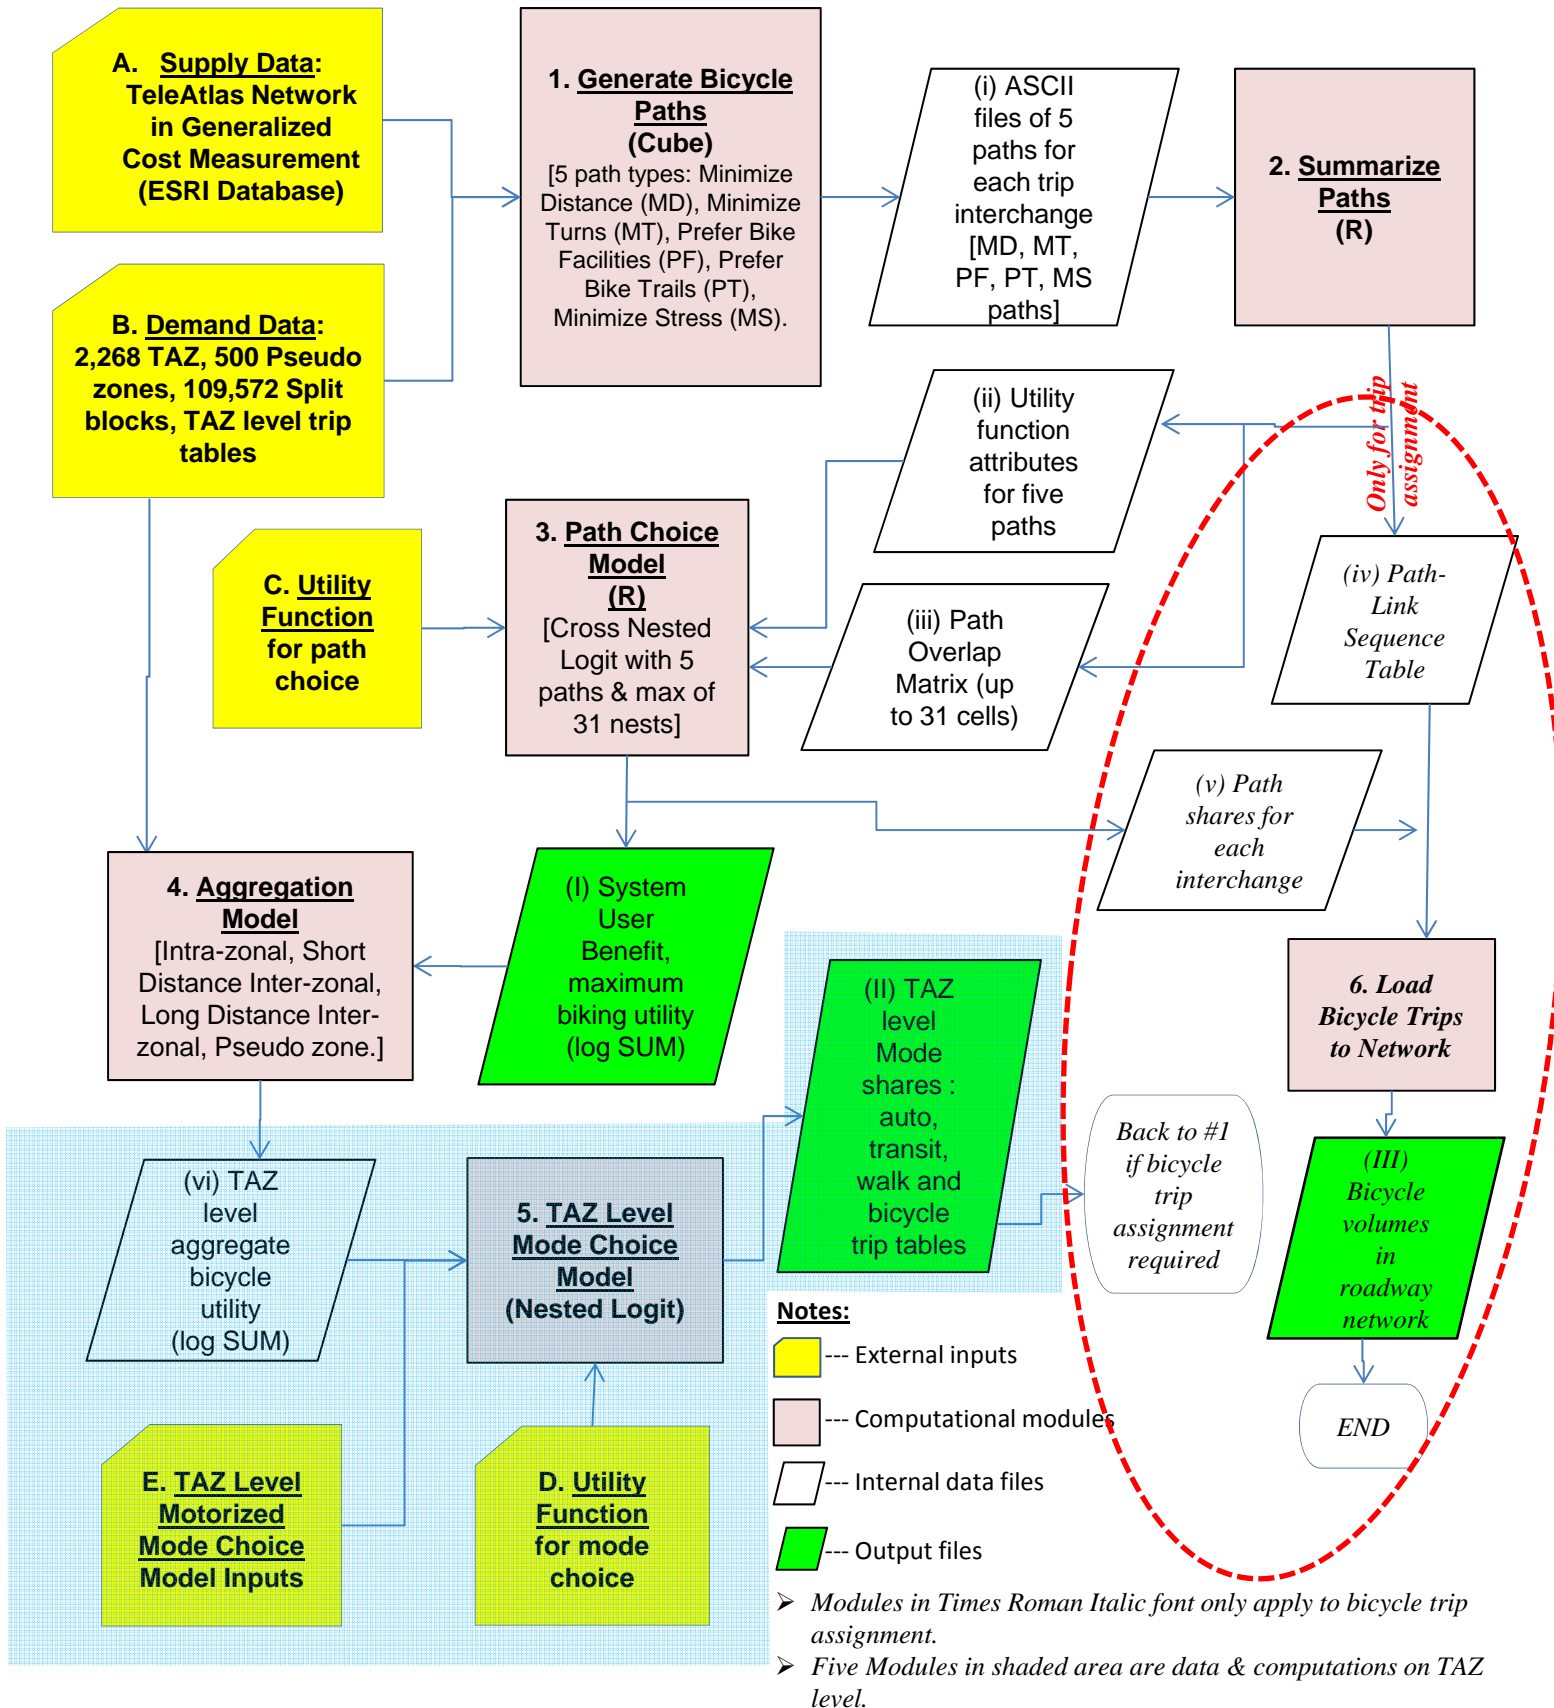 A. Supply Data:
TeleAtlas Network
in Generalized
Cost Measurement
(ESRI Database)
1. Generate Bicycle
Paths
(Cube)
[5 path types: Minimize
Distance (MD), Minimize
Turns (MT), Prefer Bike
Facilities (PF), Prefer
Bike Trails (PT),
Minimize Stress (MS).
(i) ASCII
files of 5
paths for
each trip
interchange
[MD, MT,
PF, PT, MS
paths]
2. Summarize
Paths
(R)
B. Demand Data:
2,268 TAZ, 500 Pseudo
zones, 109,572 Split
blocks, TAZ level trip
tables
(ii) Utility
function
attributes
for five
paths
Only for trip
assignment
C. Utility
Function
for path
choice
3. Path Choice
Model
(R)
[Cross Nested
Logit with 5
paths & max of
31 nests]
(iii) Path
Overlap
Matrix (up
to 31 cells)
(iv) Path-
Link
Sequence
Table
(v) Path
shares for
each
interchange
4. Aggregation
Model
[Intra-zonal, Short
Distance Inter-zonal,
Long Distance Inter-
zonal, Pseudo zone.]
(I) System
User
Benefit,
maximum
biking utility
(log SUM)
(II) TAZ
level
Mode
shares :
auto,
transit,
walk and
bicycle
trip tables
6. Load
Bicycle Trips
to Network
Back to #1
if bicycle
trip
assignment
required
(III)
Bicycle
volumes
in
roadway
network
(vi) TAZ
level
aggregate
bicycle
utility
(log SUM)
5. TAZ Level
Mode Choice
Model
(Nested Logit)
END
E. TAZ Level
Motorized
Mode Choice
Model Inputs
D. Utility
Function
for mode
choice
Notes:
--- External inputs
--- Computational modules
--- Internal data files
--- Output files
➢ Modules in Times Roman Italic font only apply to bicycle trip
assignment.
➢ Five Modules in shaded area are data & computations on TAZ
level.